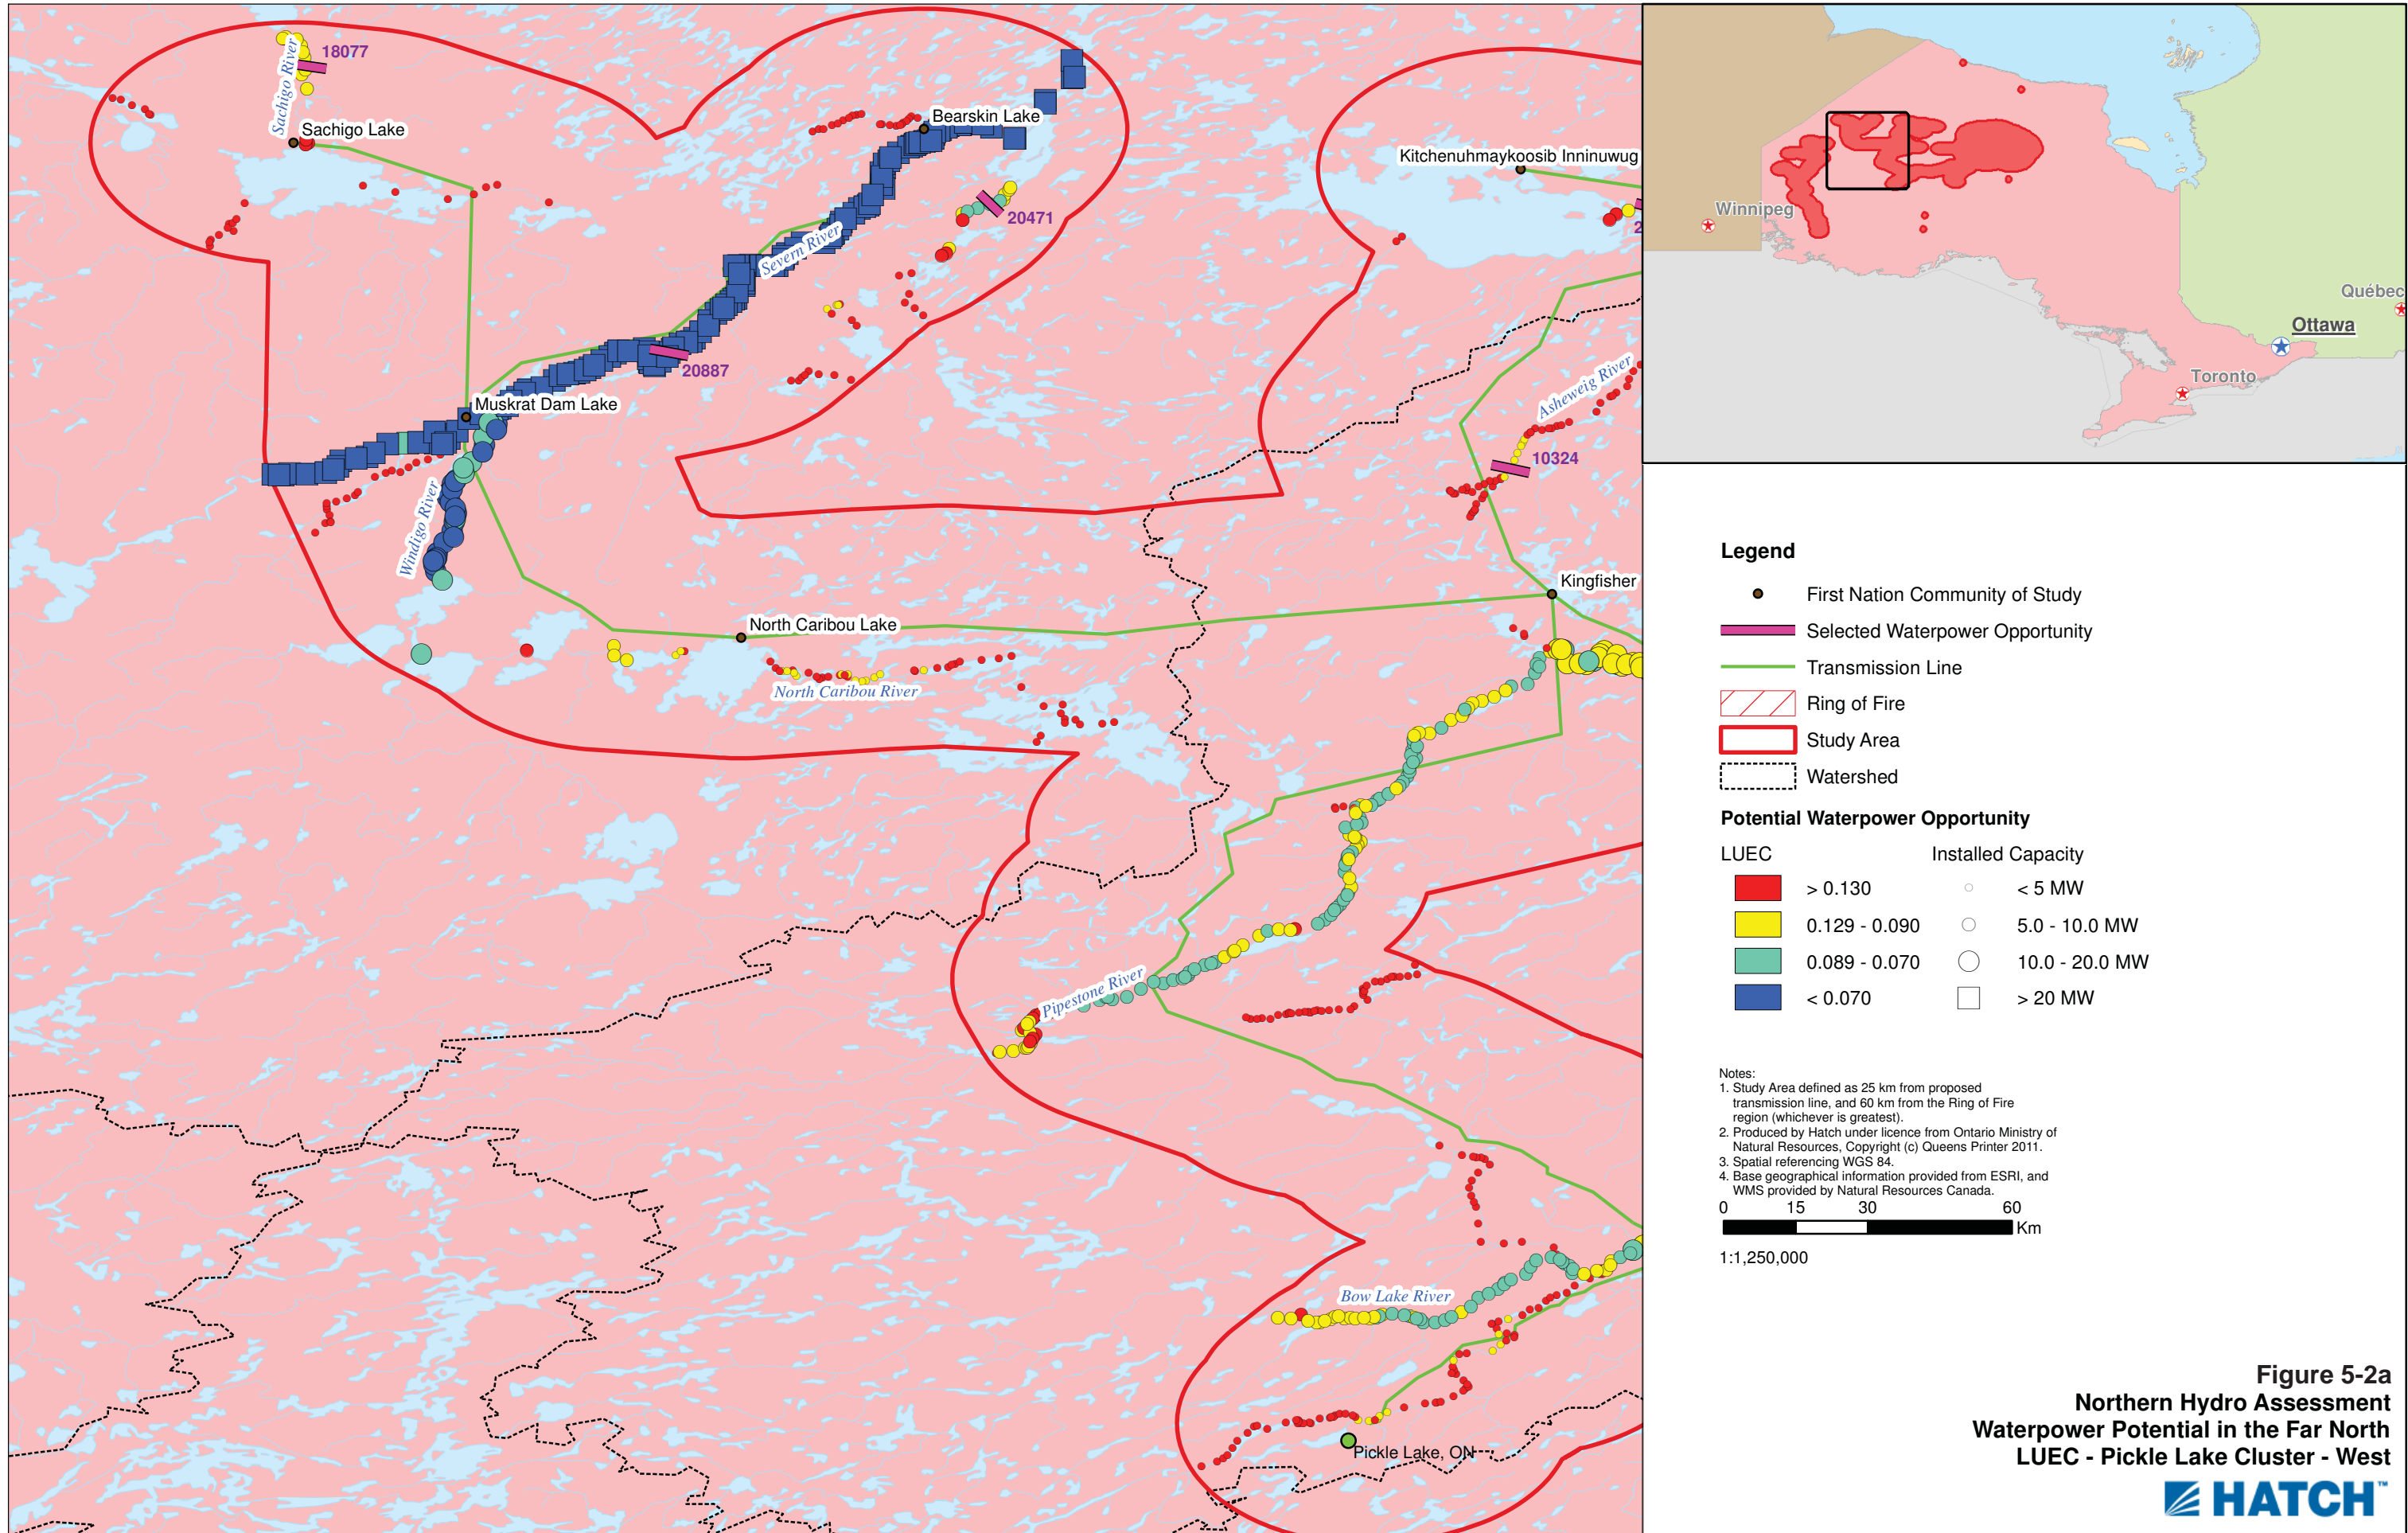 18077
Sachigo River
Sachigo Lake
Bearskin Lake
Kitchenuhmaykoosib Inninuwug
20471
2
Severn River
20887
Muskrat Dam Lake
Asheweig River
10324
Windigo River
Kingfisher
North Caribou Lake
North Caribou River
Pipestone River
Bow Lake River
Pickle Lake, ON
Winnipeg
Québec
Ottawa
Toronto
Legend
First Nation Community of Study
Selected Waterpower Opportunity
Transmission Line
Ring of Fire
Study Area
Watershed
Potential Waterpower Opportunity
LUEC Installed Capacity
> 0.130 < 5 MW
0.129 - 0.090 5.0 - 10.0 MW
0.089 - 0.070 10.0 - 20.0 MW
< 0.070 > 20 MW
Notes:
1. Study Area defined as 25 km from proposed
transmission line, and 60 km from the Ring of Fire
region (whichever is greatest).
2. Produced by Hatch under licence from Ontario Ministry of
Natural Resources, Copyright (c) Queens Printer 2011.
3. Spatial referencing WGS 84.
4. Base geographical information provided from ESRI, and
WMS provided by Natural Resources Canada.
0 15 30 60
Km
1:1,250,000
Figure 5-2a
Northern Hydro Assessment
Waterpower Potential in the Far North
LUEC - Pickle Lake Cluster - West
HATCH™